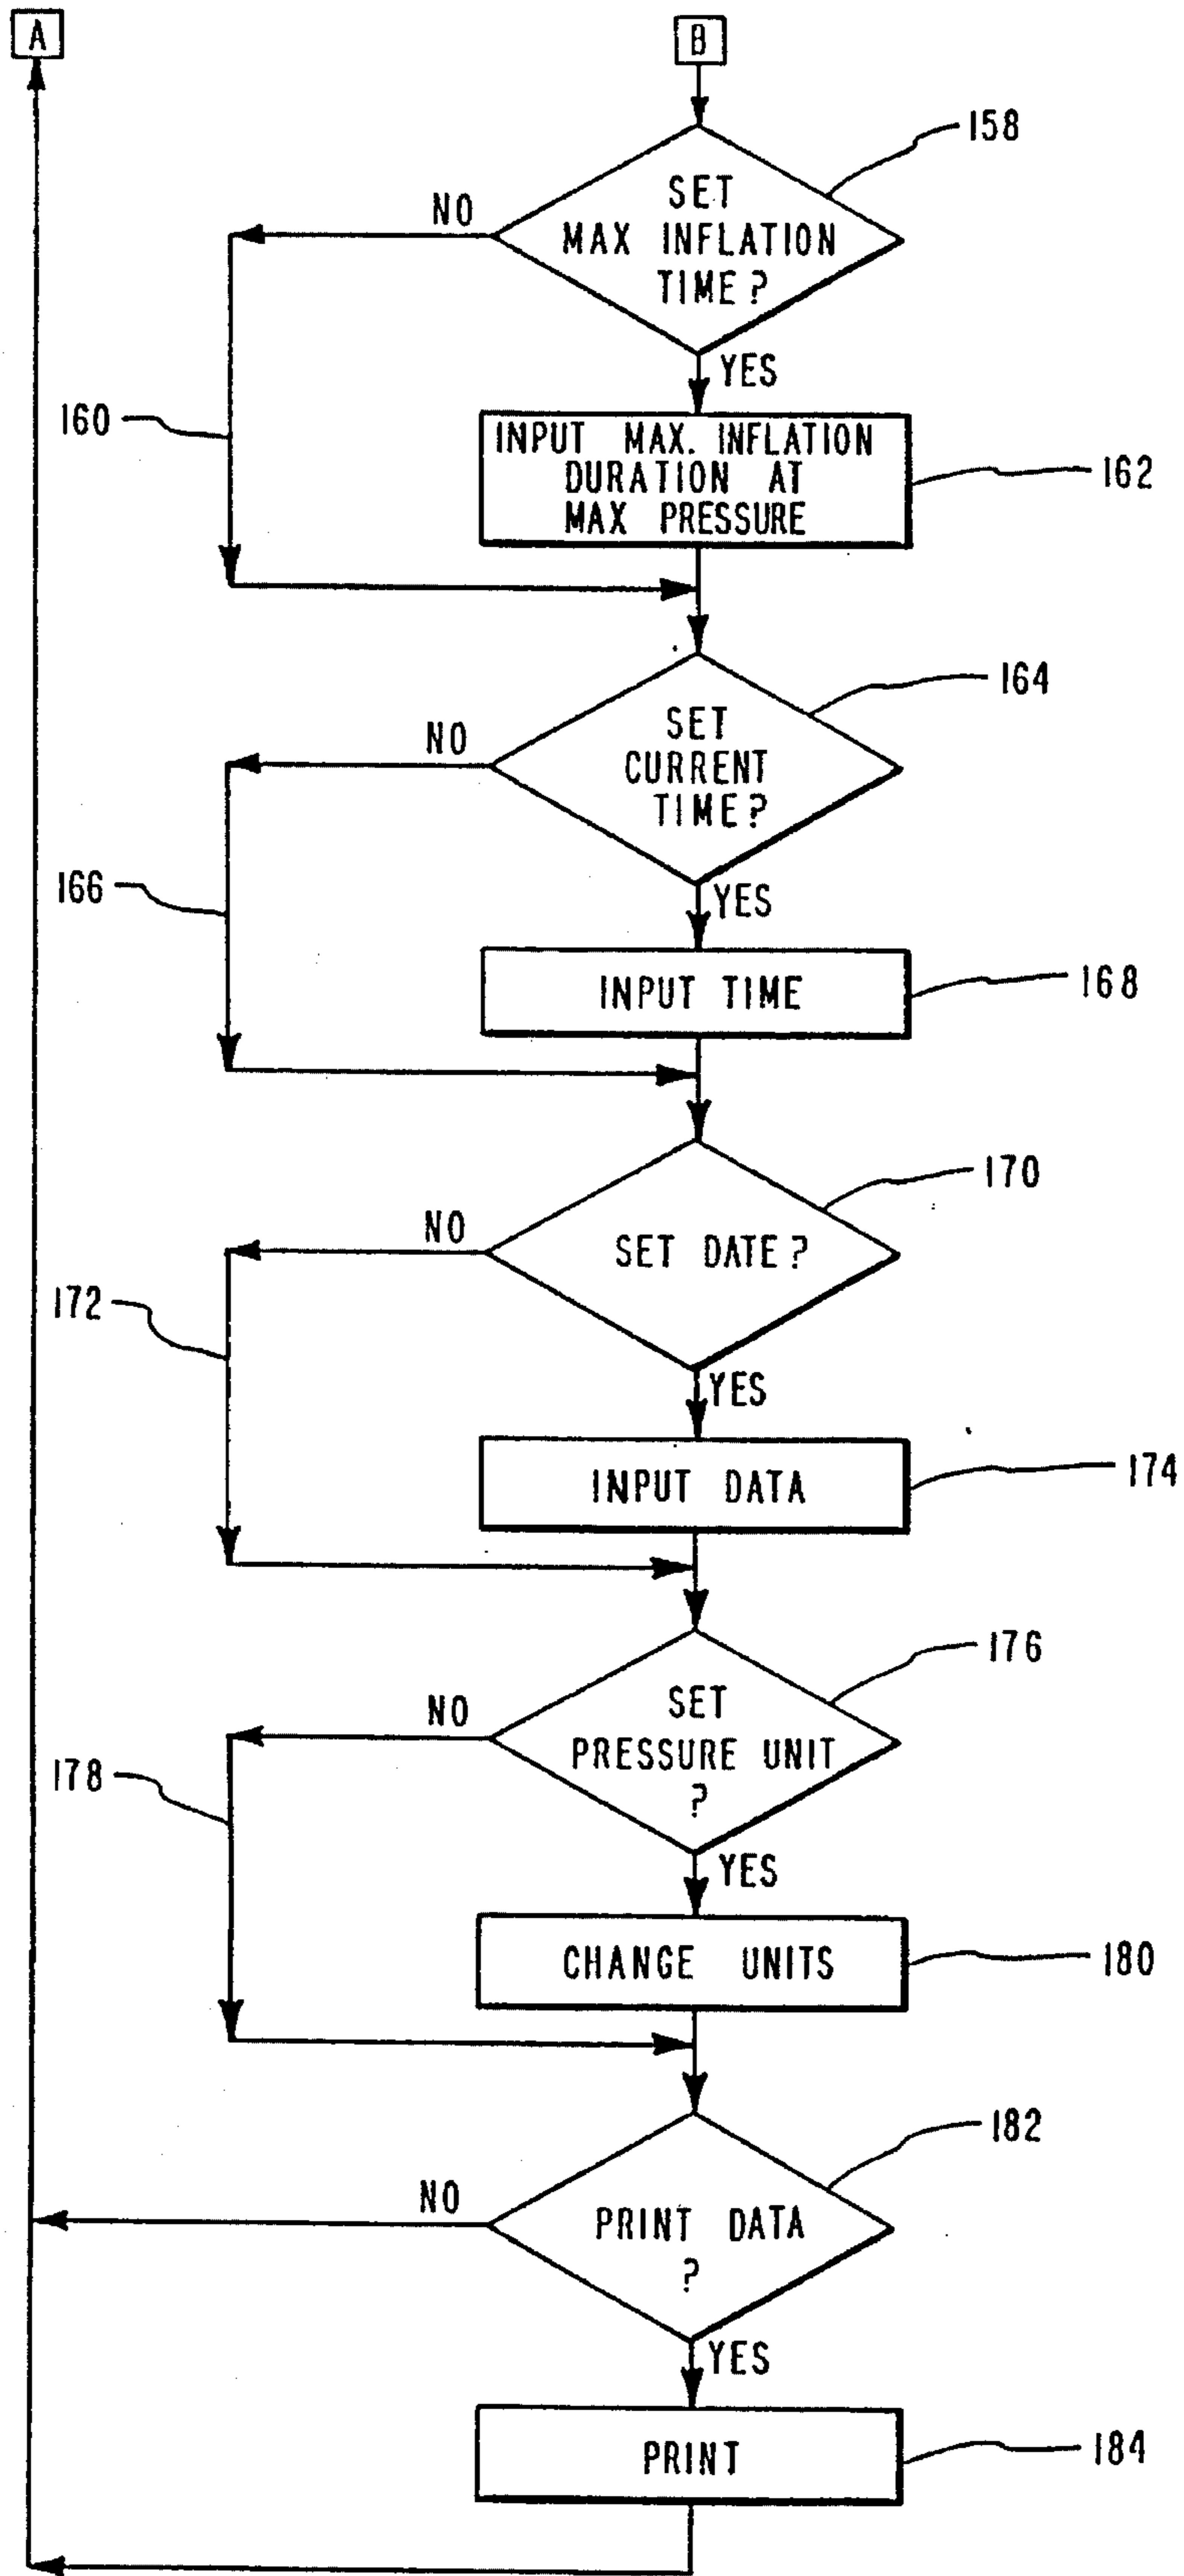 A
B
158
SET
MAX INFLATION
TIME?
NO
YES
160
INPUT MAX. INFLATION
DURATION AT
MAX PRESSURE
162
164
SET
CURRENT
TIME?
NO
YES
166
INPUT TIME
168
170
SET DATE?
NO
YES
172
INPUT DATA
174
176
SET
PRESSURE UNIT
?
NO
YES
178
CHANGE UNITS
180
182
PRINT DATA
?
NO
YES
PRINT
184